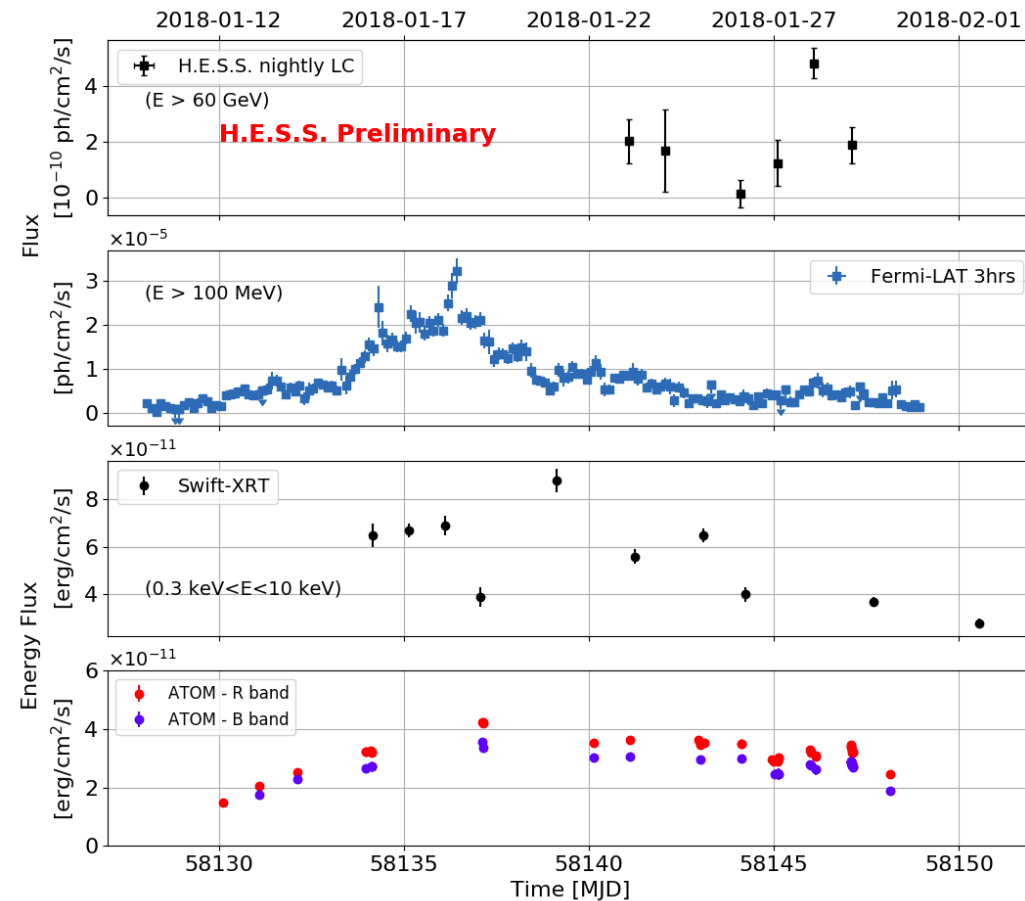 2018-01-12 2018-01-17 2018-01-22 2018-01-27 2018-02-01
H.E.S.S. nightly LC
(E > 60 GeV)
H.E.S.S. Preliminary
4
2
0
Flux
[10⁻¹⁰ ph/cm²/s]
×10⁻⁵
Fermi-LAT 3hrs
(E > 100 MeV)
3
2
1
0
[ph/cm²/s]
×10⁻¹¹
Swift-XRT
(0.3 keV<E<10 keV)
8
6
4
Energy Flux
[erg/cm²/s]
×10⁻¹¹
ATOM - R band
ATOM - B band
6
4
2
0
[erg/cm²/s]
58130 58135 58140 58145 58150
Time [MJD]